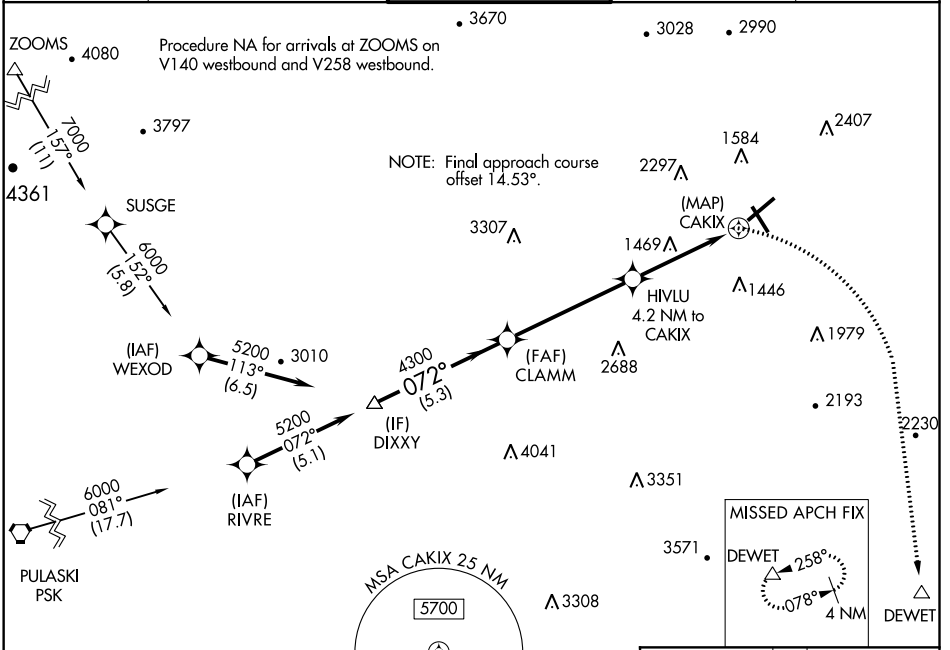 3670
3028
2990
ZOOMS
4080
Procedure NA for arrivals at ZOOMS on
V140 westbound and V258 westbound.
7000
157°
(11)
3797
2407
1584
4361
NOTE: Final approach course
offset 14.53°.
2297
SUSGE
(MAP)
CAKIX
3307
1469
6000
152°
(5.8)
HIVLU
4.2 NM to
CAKIX
1446
(IAF)
WEXOD
5200
113°
(6.5)
3010
4300
072°
(5.3)
(FAF)
CLAMM
2688
1979
(IF)
DIXXY
5200
072°
(5.1)
2193
2230
4041
(IAF)
RIVRE
3351
6000
081°
(17.7)
PULASKI
PSK
MISSED APCH FIX
DEWET
258°
078°
4 NM
3571
MSA CAKIX 25 NM
5700
3308
DEWET